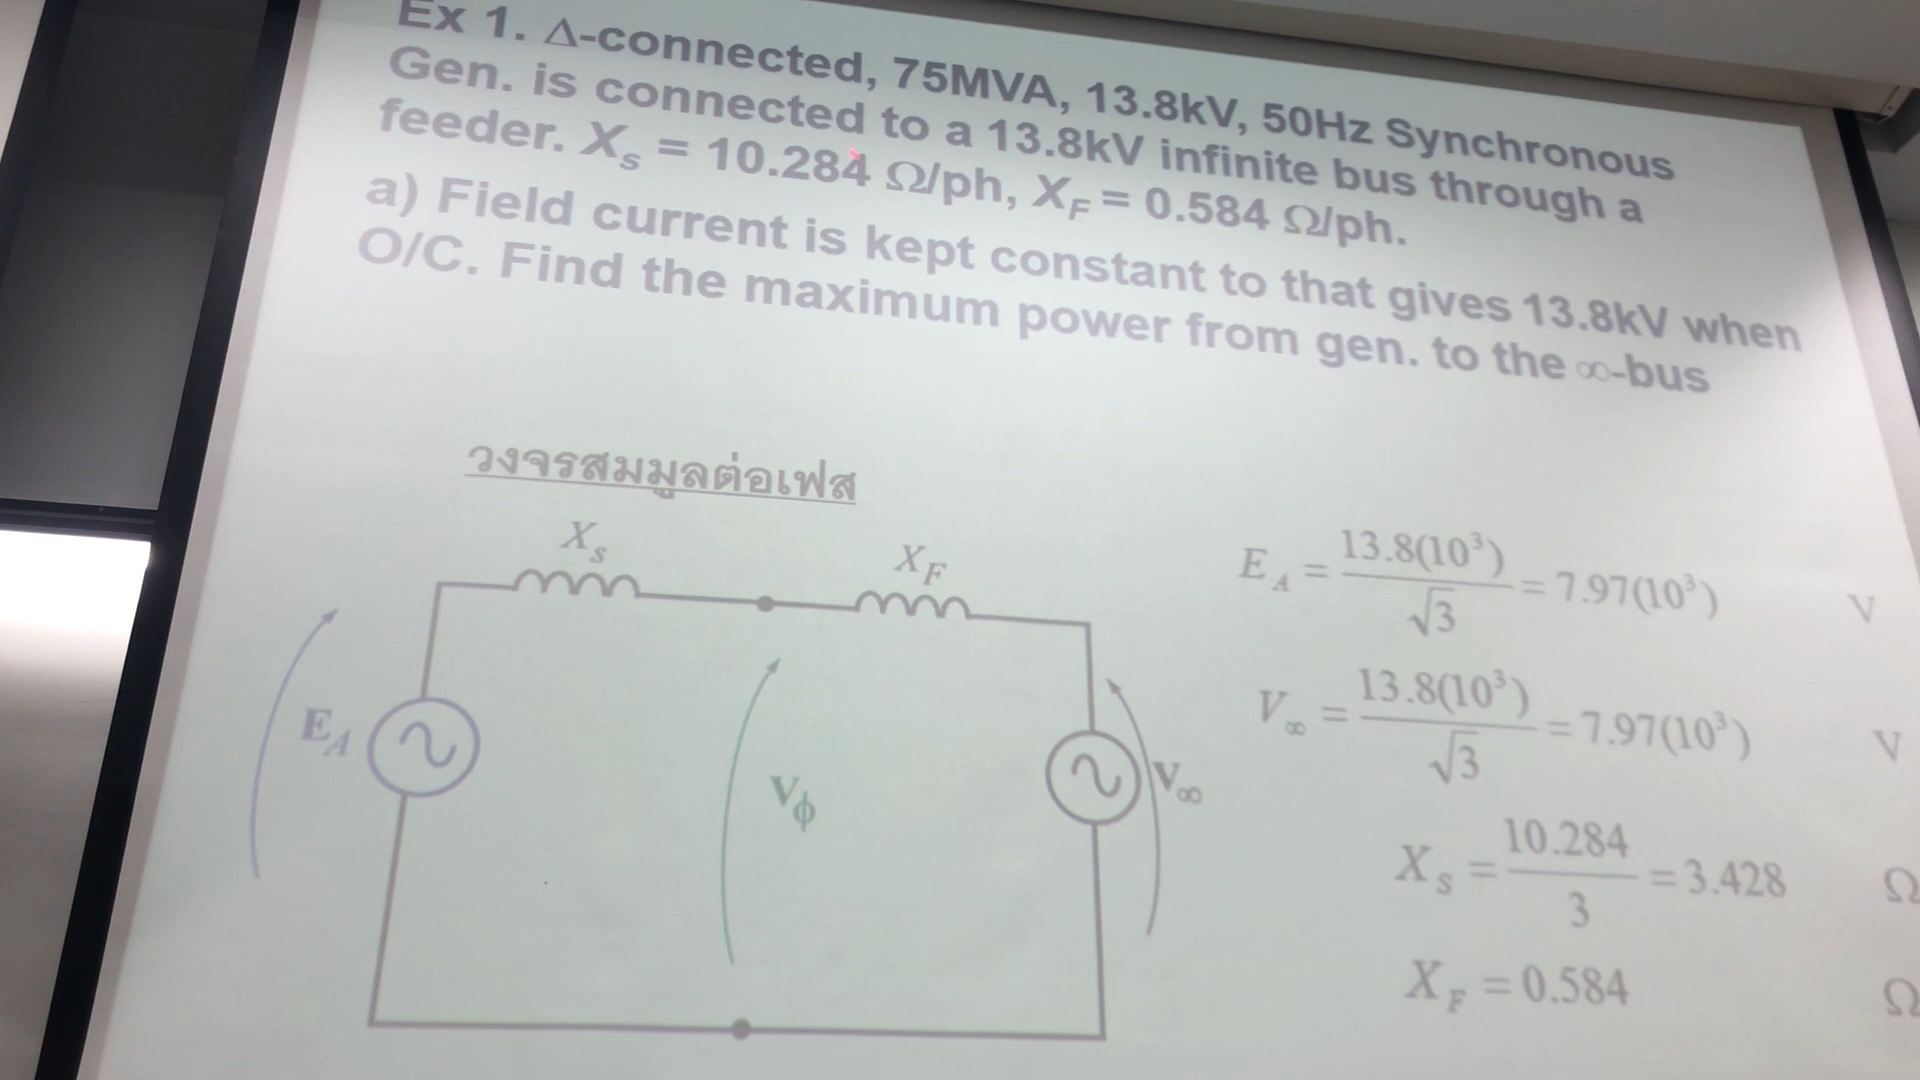 Ex 1. Δ-connected, 75MVA, 13.8kV, 50Hz Synchronous
Gen. is connected to a 13.8kV infinite bus through a
feeder. Xs = 10.284 Ω/ph, XF = 0.584 Ω/ph.
a) Field current is kept constant to that gives 13.8kV when
O/C. Find the maximum power from gen. to the ∞-bus
วงจรสมมูลต่อเฟส
Xs
XF
EA
Vϕ
V∞
EA = 13.8(10³)/√3 = 7.97(10³) V
V∞ = 13.8(10³)/√3 = 7.97(10³) V
XS = 10.284/3 = 3.428 Ω
XF = 0.584 Ω